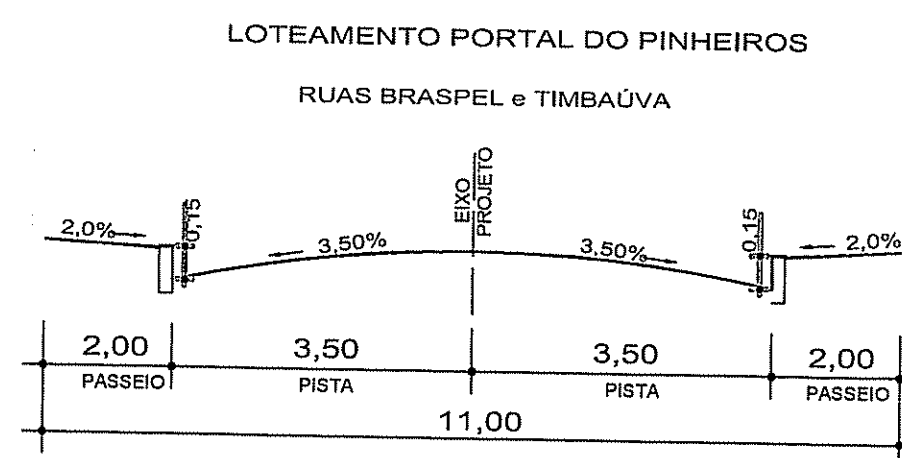 LOTEAMENTO PORTAL DO PINHEIROS
RUAS BRASPEL e TIMBAÚVA
EIXO
PROJETO
2,0%
0,15
3,50%
3,50%
0,15
2,0%
2,00
3,50
3,50
2,00
PASSEIO
PISTA
PISTA
PASSEIO
11,00